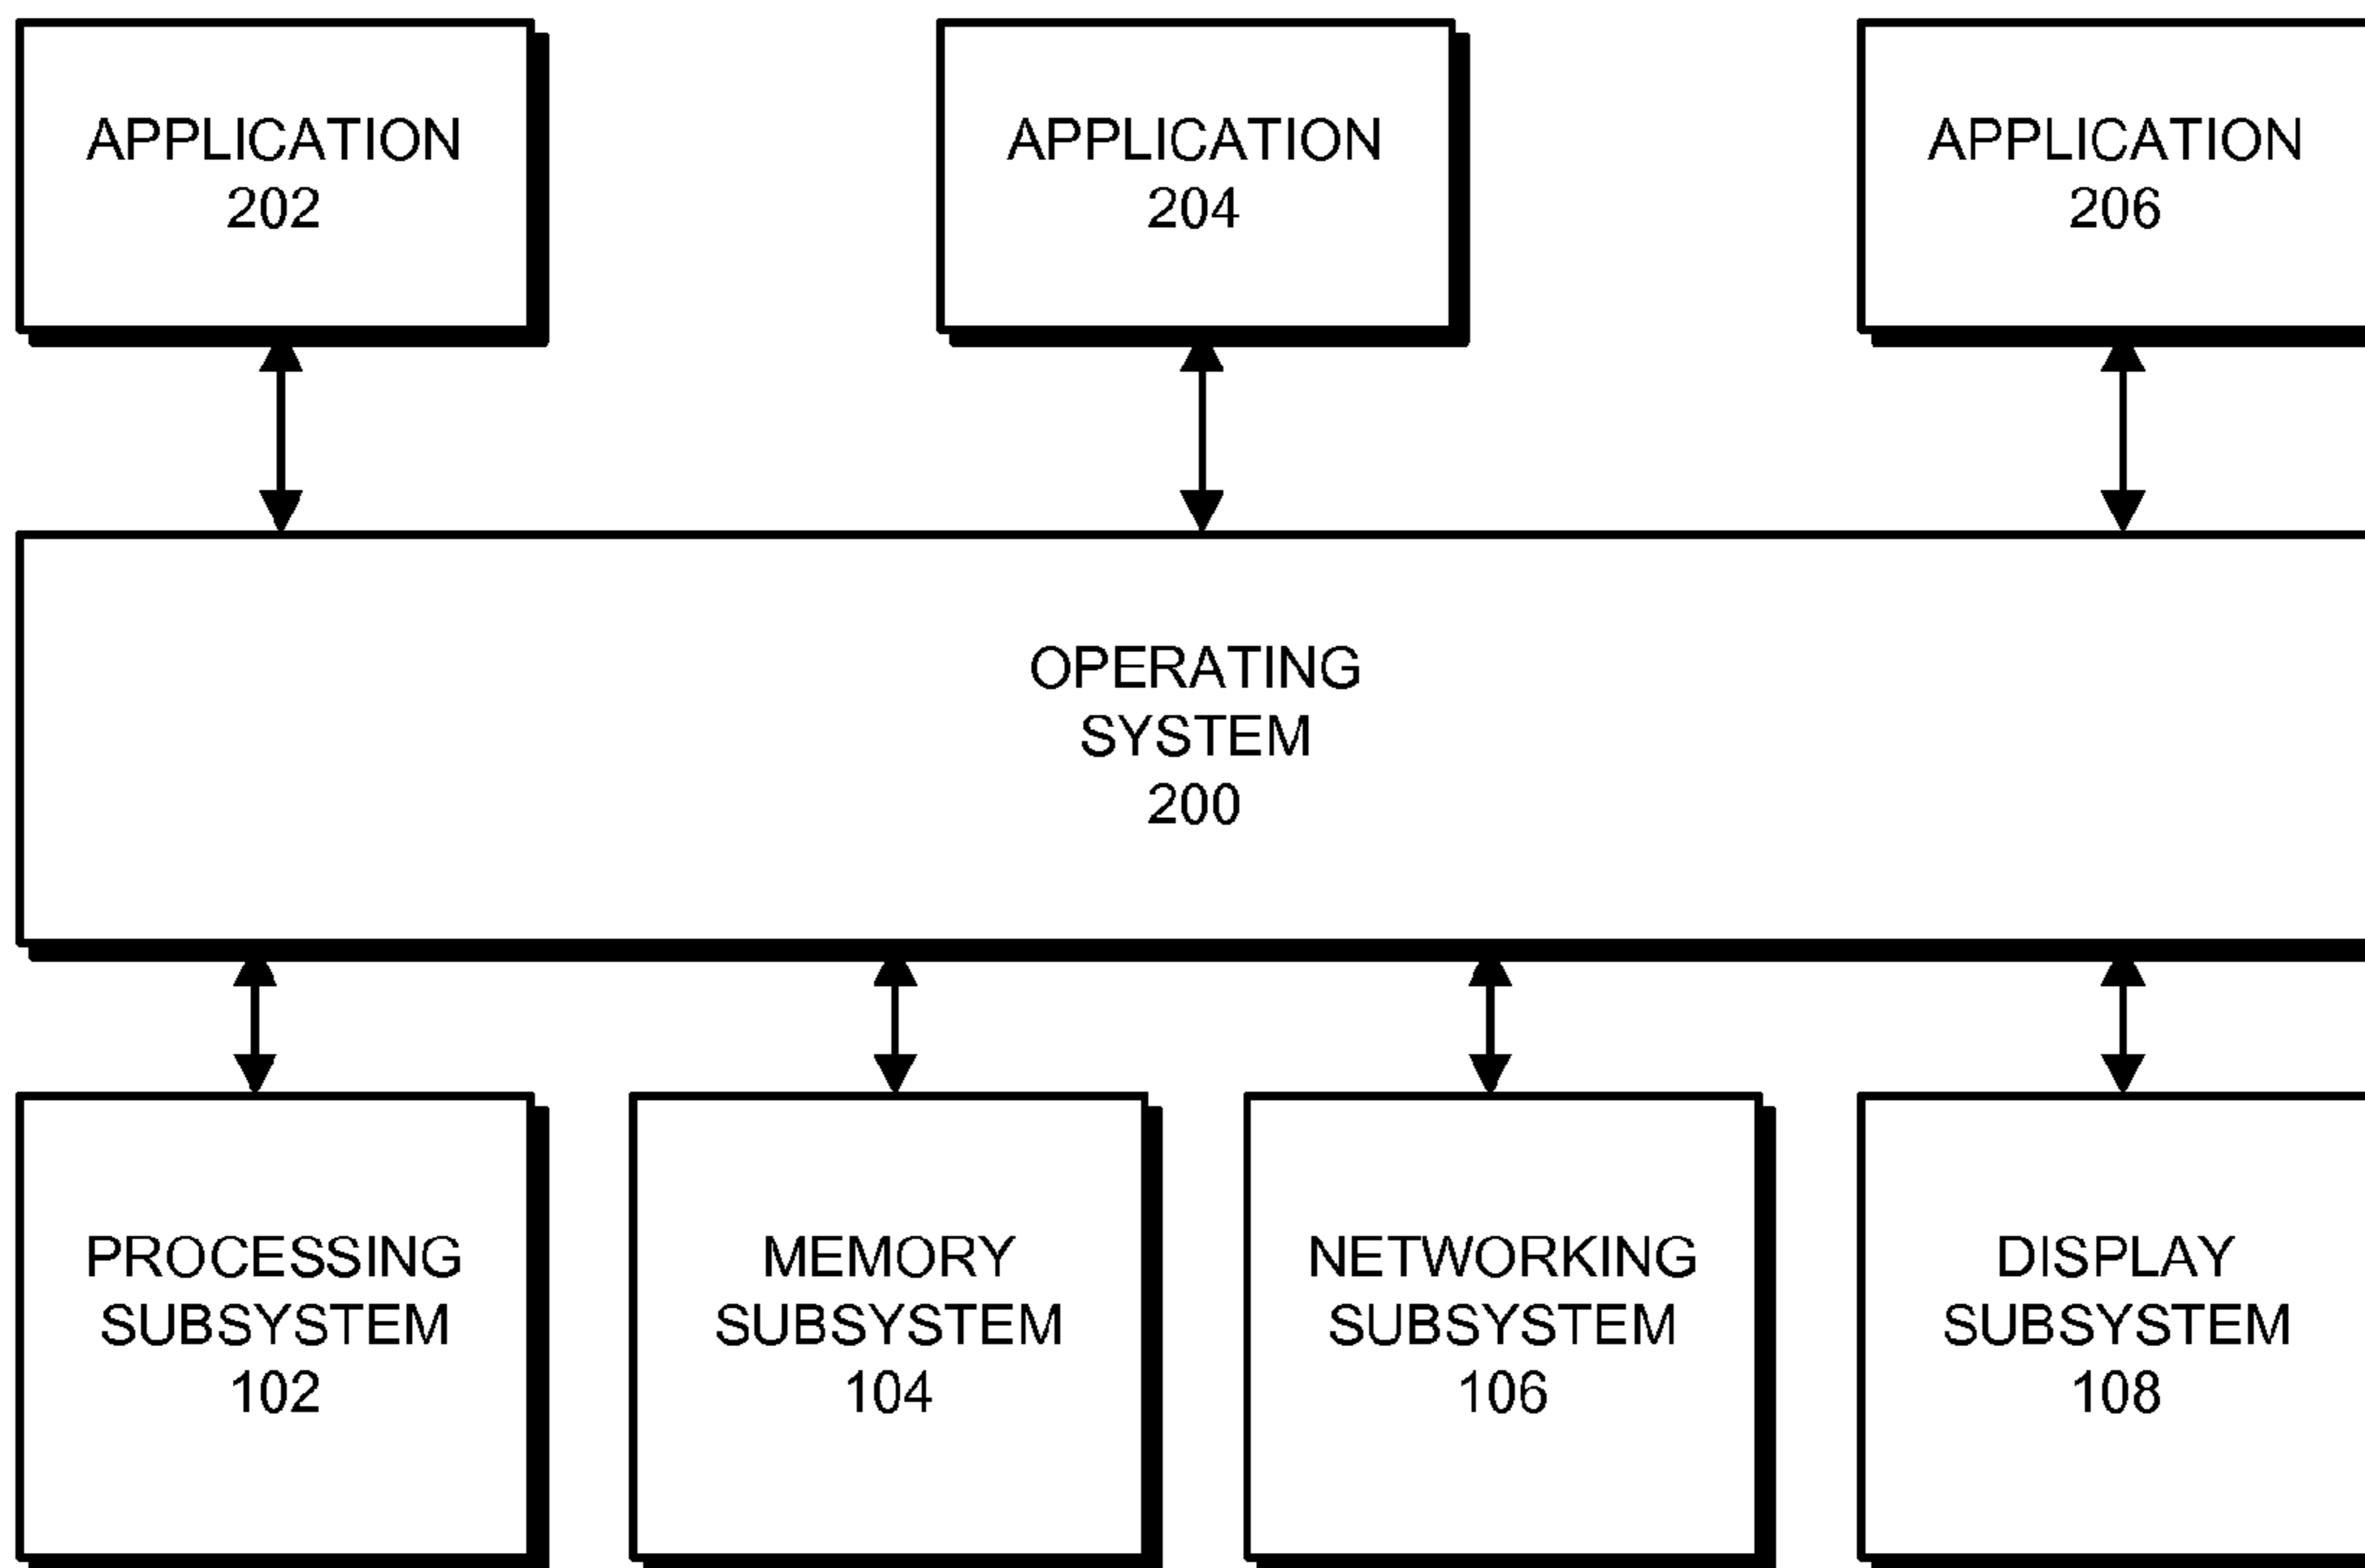 APPLICATION
202
APPLICATION
204
APPLICATION
206
OPERATING
SYSTEM
200
PROCESSING
SUBSYSTEM
102
MEMORY
SUBSYSTEM
104
NETWORKING
SUBSYSTEM
106
DISPLAY
SUBSYSTEM
108